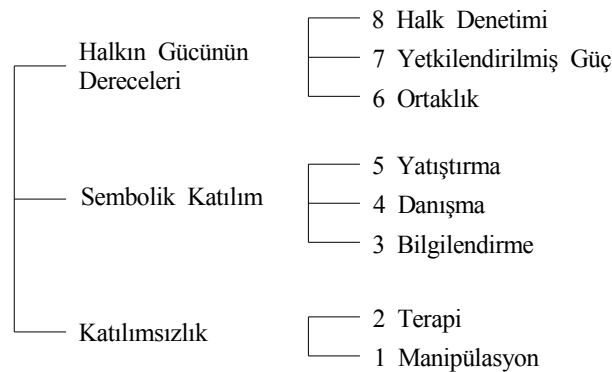 8 Halk Denetimi
Halkın Gücünün
Dereceleri
7 Yetkilendirilmiş Güç
6 Ortaklık
5 Yatıştırma
Sembolik Katılım
4 Danışma
3 Bilgilendirme
2 Terapi
Katılımsızlık
1 Manipülasyon